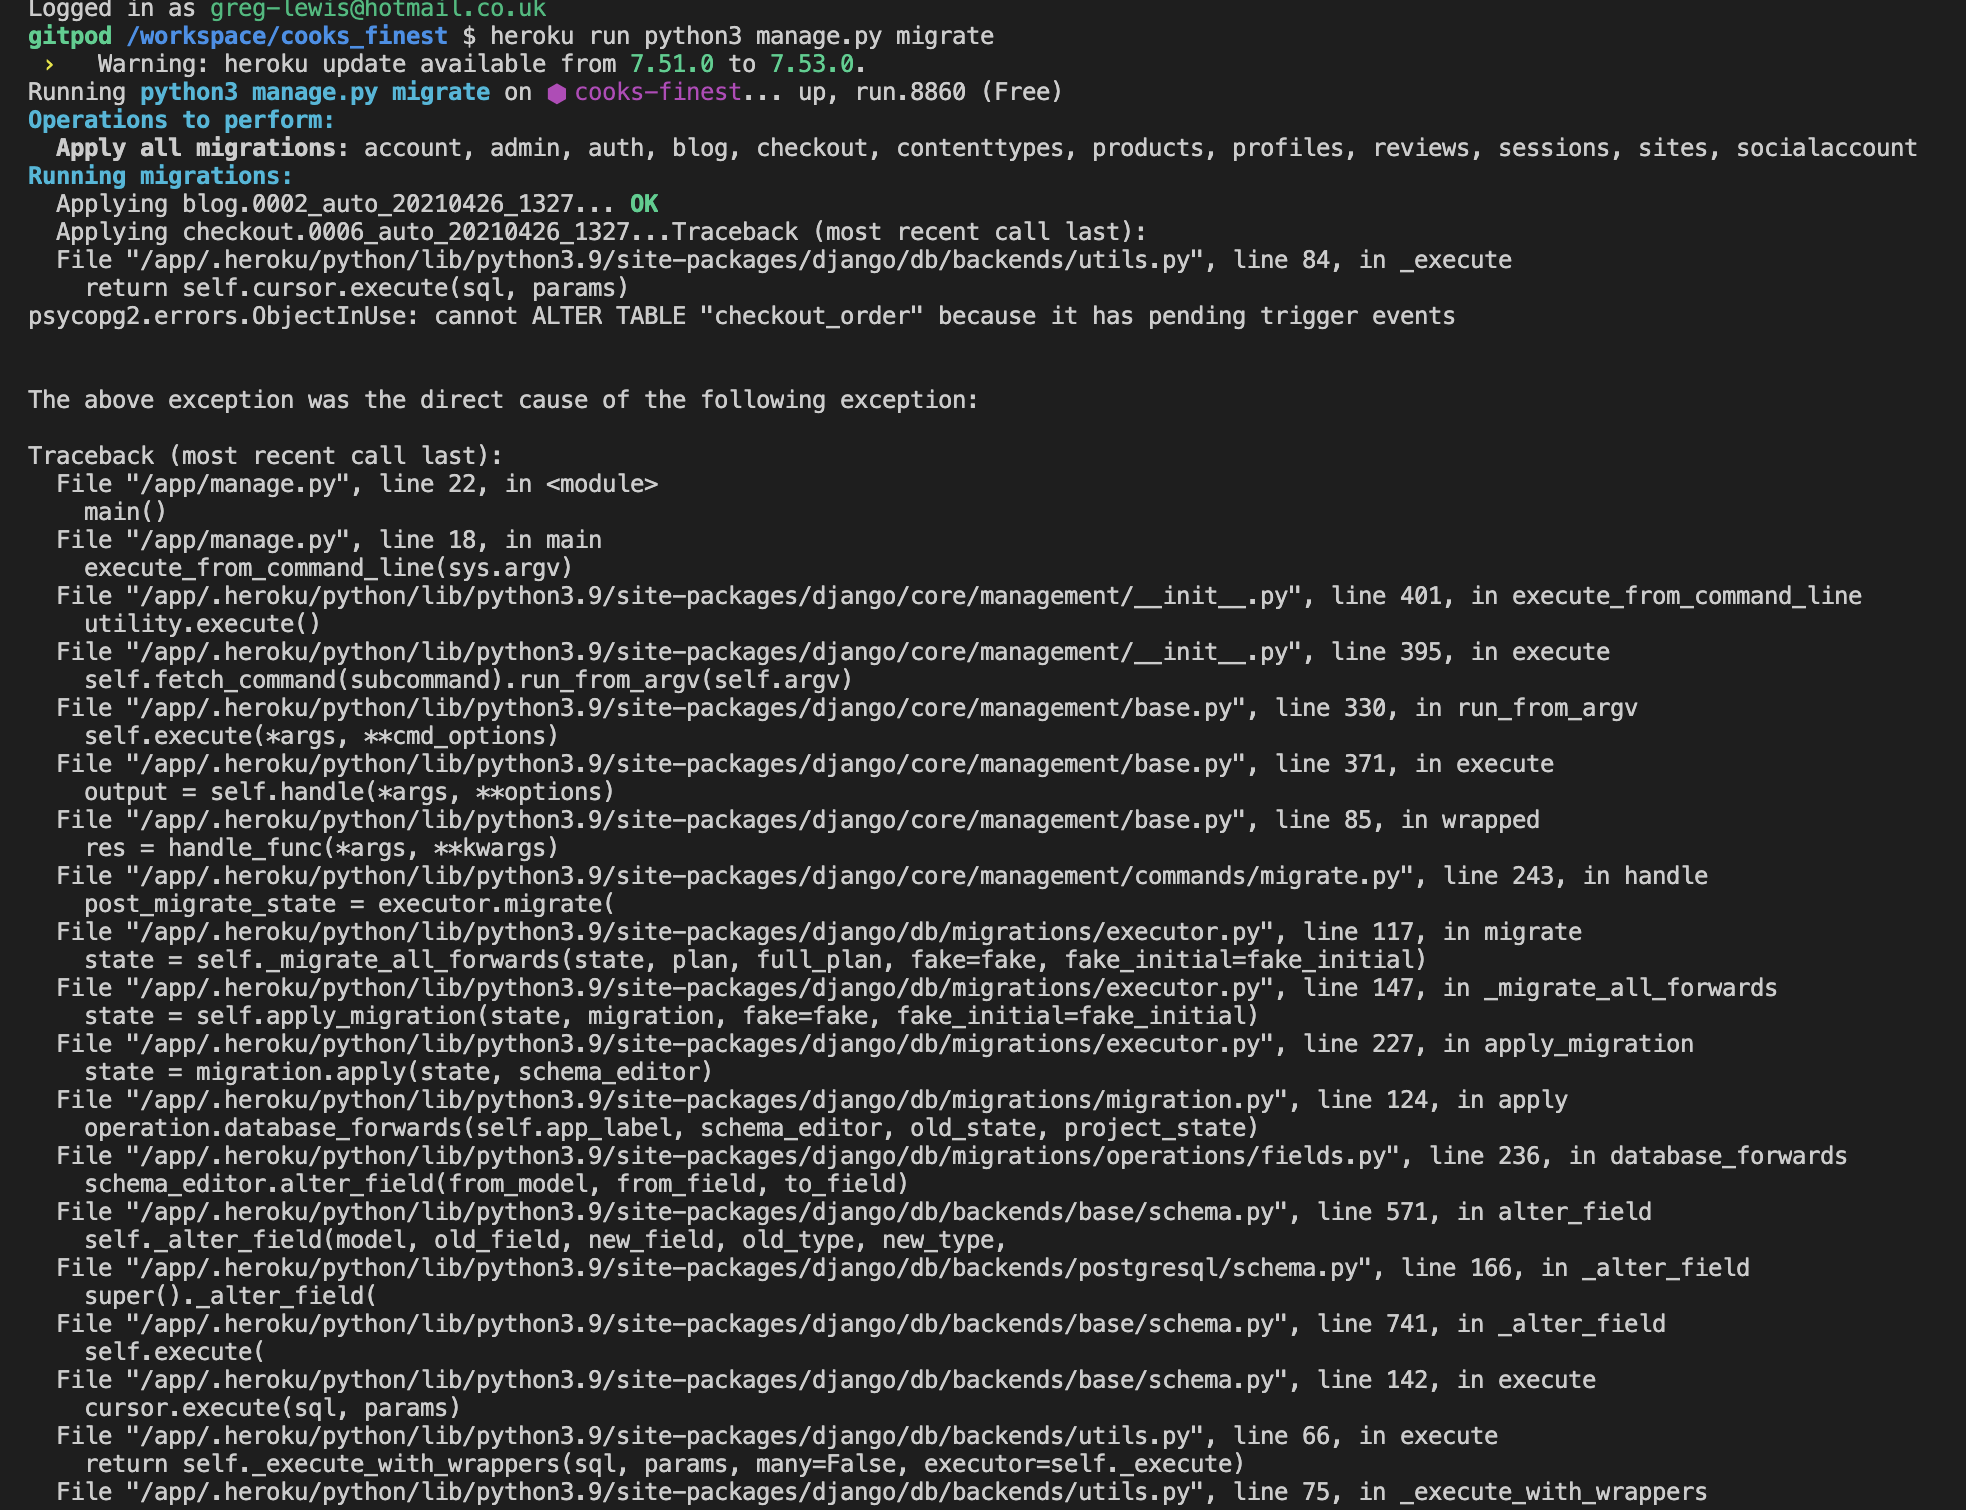 Logged in as greg-lewis@hotmail.co.uk
gitpod /workspace/cooks_finest $ heroku run python3 manage.py migrate
›   Warning: heroku update available from 7.51.0 to 7.53.0.
Running python3 manage.py migrate on ⬢ cooks-finest... up, run.8860 (Free)
Operations to perform:
  Apply all migrations: account, admin, auth, blog, checkout, contenttypes, products, profiles, reviews, sessions, sites, socialaccount
Running migrations:
  Applying blog.0002_auto_20210426_1327... OK
  Applying checkout.0006_auto_20210426_1327...Traceback (most recent call last):
  File "/app/.heroku/python/lib/python3.9/site-packages/django/db/backends/utils.py", line 84, in _execute
    return self.cursor.execute(sql, params)
psycopg2.errors.ObjectInUse: cannot ALTER TABLE "checkout_order" because it has pending trigger events
The above exception was the direct cause of the following exception:
Traceback (most recent call last):
  File "/app/manage.py", line 22, in <module>
    main()
  File "/app/manage.py", line 18, in main
    execute_from_command_line(sys.argv)
  File "/app/.heroku/python/lib/python3.9/site-packages/django/core/management/__init__.py", line 401, in execute_from_command_line
    utility.execute()
  File "/app/.heroku/python/lib/python3.9/site-packages/django/core/management/__init__.py", line 395, in execute
    self.fetch_command(subcommand).run_from_argv(self.argv)
  File "/app/.heroku/python/lib/python3.9/site-packages/django/core/management/base.py", line 330, in run_from_argv
    self.execute(*args, **cmd_options)
  File "/app/.heroku/python/lib/python3.9/site-packages/django/core/management/base.py", line 371, in execute
    output = self.handle(*args, **options)
  File "/app/.heroku/python/lib/python3.9/site-packages/django/core/management/base.py", line 85, in wrapped
    res = handle_func(*args, **kwargs)
  File "/app/.heroku/python/lib/python3.9/site-packages/django/core/management/commands/migrate.py", line 243, in handle
    post_migrate_state = executor.migrate(
  File "/app/.heroku/python/lib/python3.9/site-packages/django/db/migrations/executor.py", line 117, in migrate
    state = self._migrate_all_forwards(state, plan, full_plan, fake=fake, fake_initial=fake_initial)
  File "/app/.heroku/python/lib/python3.9/site-packages/django/db/migrations/executor.py", line 147, in _migrate_all_forwards
    state = self.apply_migration(state, migration, fake=fake, fake_initial=fake_initial)
  File "/app/.heroku/python/lib/python3.9/site-packages/django/db/migrations/executor.py", line 227, in apply_migration
    state = migration.apply(state, schema_editor)
  File "/app/.heroku/python/lib/python3.9/site-packages/django/db/migrations/migration.py", line 124, in apply
    operation.database_forwards(self.app_label, schema_editor, old_state, project_state)
  File "/app/.heroku/python/lib/python3.9/site-packages/django/db/migrations/operations/fields.py", line 236, in database_forwards
    schema_editor.alter_field(from_model, from_field, to_field)
  File "/app/.heroku/python/lib/python3.9/site-packages/django/db/backends/base/schema.py", line 571, in alter_field
    self._alter_field(model, old_field, new_field, old_type, new_type,
  File "/app/.heroku/python/lib/python3.9/site-packages/django/db/backends/postgresql/schema.py", line 166, in _alter_field
    super()._alter_field(
  File "/app/.heroku/python/lib/python3.9/site-packages/django/db/backends/base/schema.py", line 741, in _alter_field
    self.execute(
  File "/app/.heroku/python/lib/python3.9/site-packages/django/db/backends/base/schema.py", line 142, in execute
    cursor.execute(sql, params)
  File "/app/.heroku/python/lib/python3.9/site-packages/django/db/backends/utils.py", line 66, in execute
    return self._execute_with_wrappers(sql, params, many=False, executor=self._execute)
  File "/app/.heroku/python/lib/python3.9/site-packages/django/db/backends/utils.py", line 75, in _execute_with_wrappers